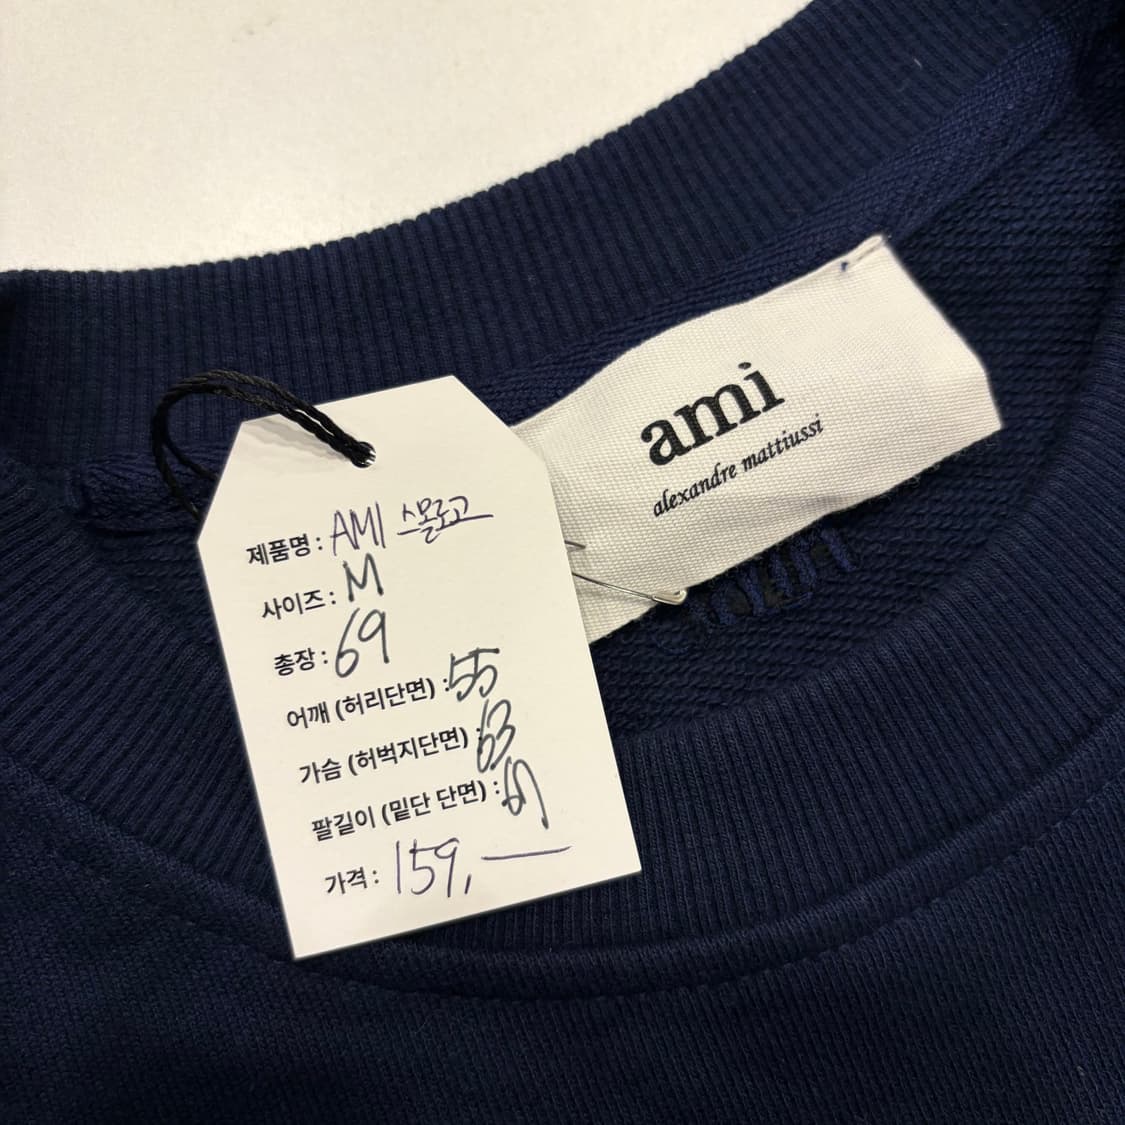 ami
alexandre mattiussi
제품명 : AMI 스몰로고
사이즈 : M
총장 : 69
어깨 (허리단면) : 55
가슴 (허벅지단면) : 63
팔길이 (밑단 단면) :
가격 : 159,—